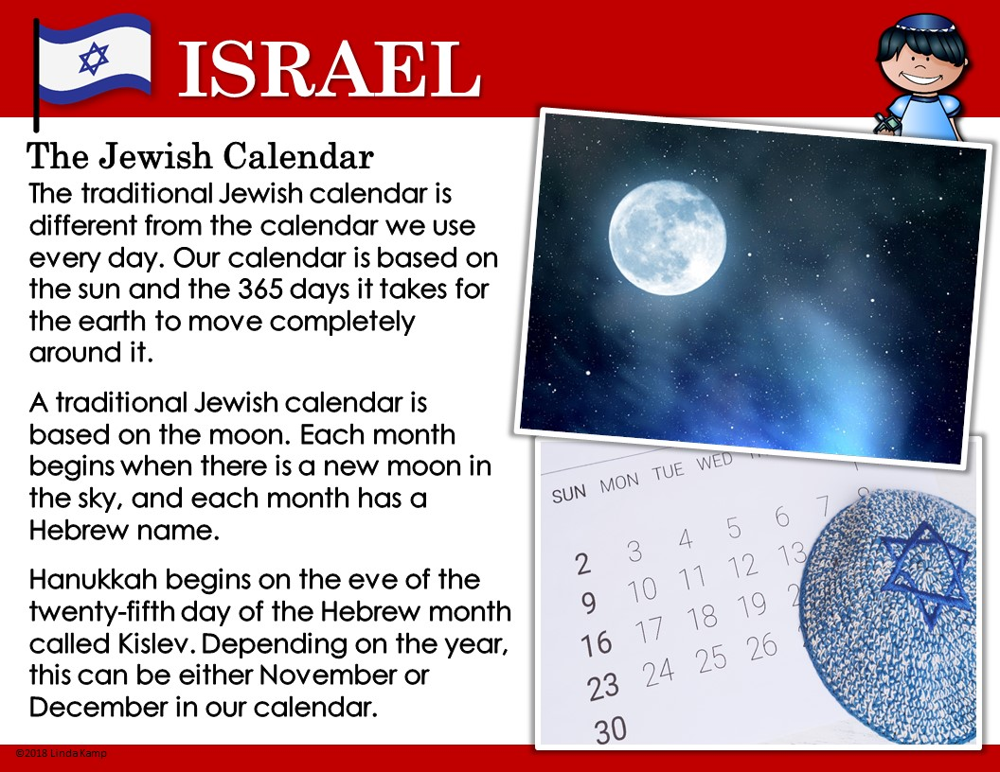 ISRAEL
The Jewish Calendar
The traditional Jewish calendar is
different from the calendar we use
every day. Our calendar is based on
the sun and the 365 days it takes for
the earth to move completely
around it.
A traditional Jewish calendar is
based on the moon. Each month
begins when there is a new moon in
the sky, and each month has a
Hebrew name.
Hanukkah begins on the eve of the
twenty-fifth day of the Hebrew month
called Kislev. Depending on the year,
this can be either November or
December in our calendar.
SUN MON TUE WED
2 3 4 5 6 7
9 10 11 12 13
16 17 18 19
23 24 25 26
30
©2018 Linda Kamp